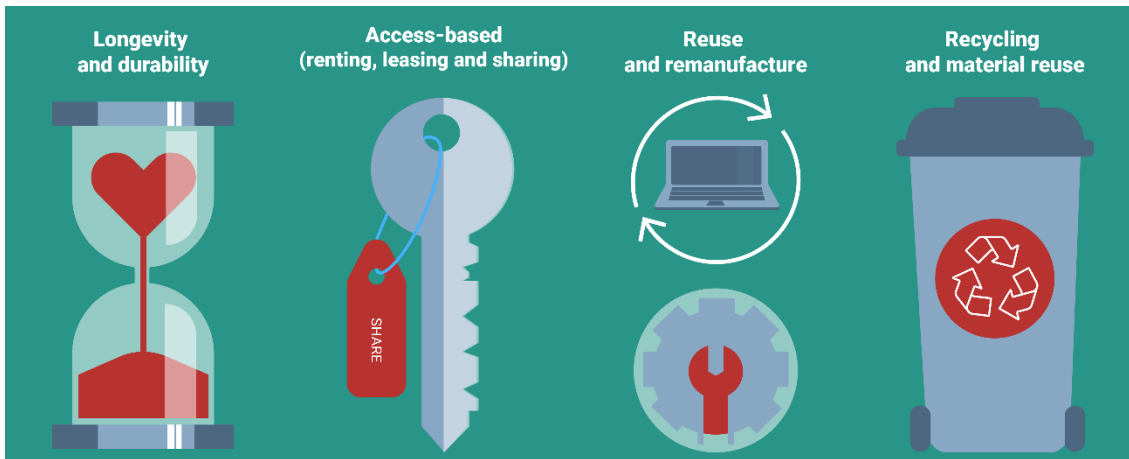 Longevity
and durability
Access-based
(renting, leasing and sharing)
Reuse
and remanufacture
Recycling
and material reuse
SHARE